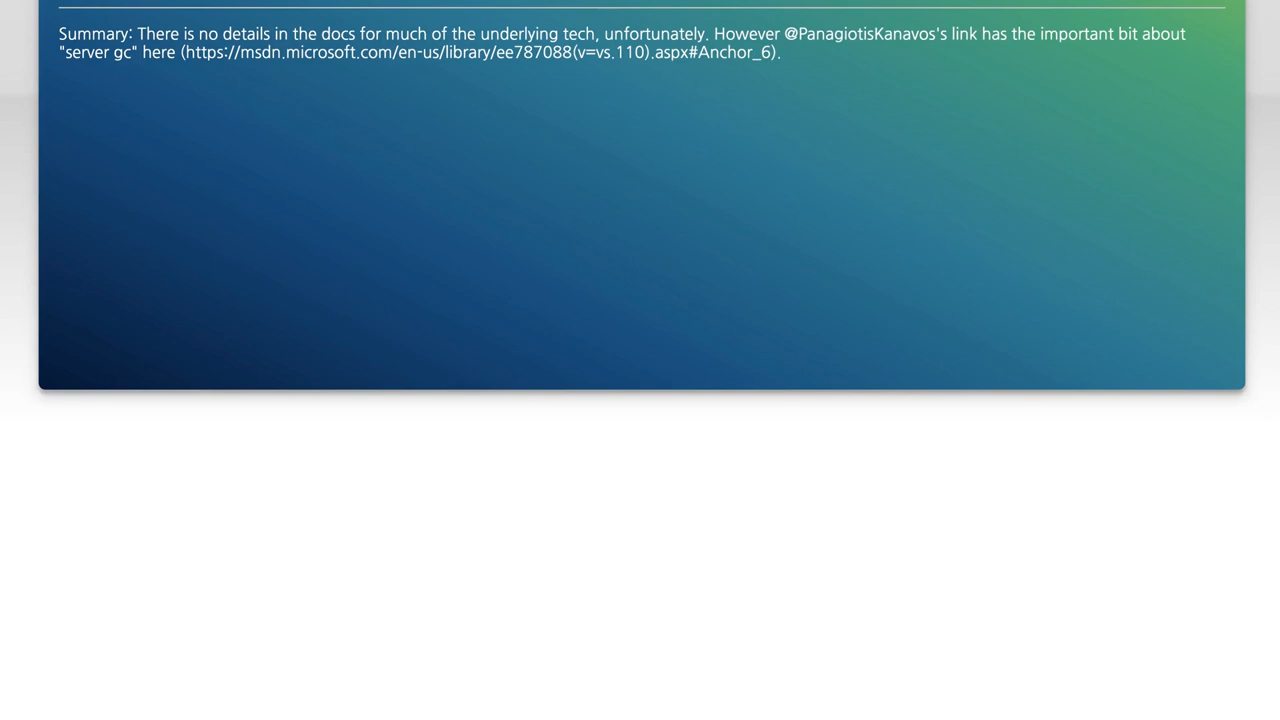 Summary: There is no details in the docs for much of the underlying tech, unfortunately. However @PanagiotisKanavos's link has the important bit about
"server gc" here (https://msdn.microsoft.com/en-us/library/ee787088(v=vs.110).aspx#Anchor_6).